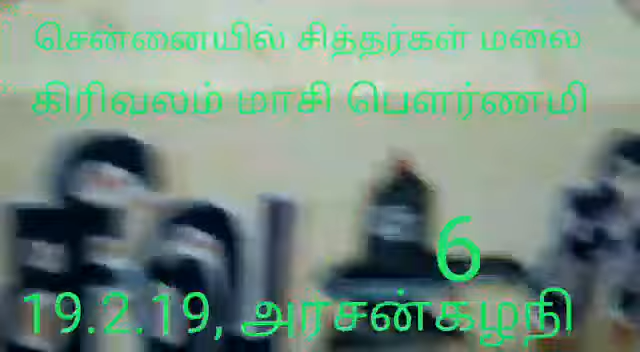 சென்னையில் சித்தர்கள் மலை
கிரிவலம் மாசி பௌர்ணமி
6
19.2.19, அரசன்கழநி